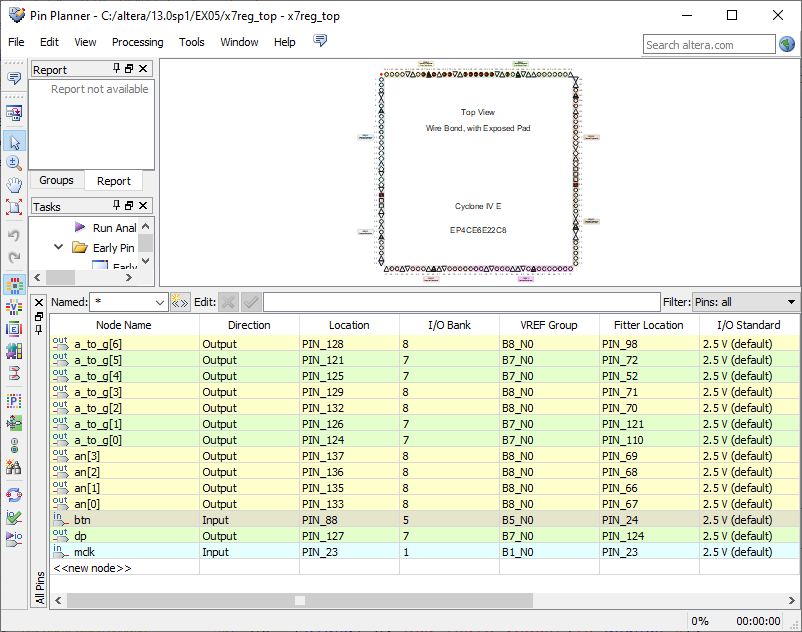 Pin Planner - C:/altera/13.0sp1/EX05/x7reg_top - x7reg_top
File Edit View Processing Tools Window Help
Search altera.com
Report
Report not available
Groups Report
Tasks
Run Anal
Early Pin
Early
Top View
Wire Bond, with Exposed Pad
Cyclone IV E
EP4CE6E22C8
Named: * Edit: Filter: Pins: all
Node Name Direction Location I/O Bank VREF Group Fitter Location I/O Standard
out a_to_g[6] Output PIN_128 8 B8_N0 PIN_98 2.5 V (default)
out a_to_g[5] Output PIN_121 7 B7_N0 PIN_72 2.5 V (default)
out a_to_g[4] Output PIN_125 7 B7_N0 PIN_52 2.5 V (default)
out a_to_g[3] Output PIN_129 8 B8_N0 PIN_71 2.5 V (default)
out a_to_g[2] Output PIN_132 8 B8_N0 PIN_70 2.5 V (default)
out a_to_g[1] Output PIN_126 7 B7_N0 PIN_121 2.5 V (default)
out a_to_g[0] Output PIN_124 7 B7_N0 PIN_110 2.5 V (default)
out an[3] Output PIN_137 8 B8_N0 PIN_69 2.5 V (default)
out an[2] Output PIN_136 8 B8_N0 PIN_68 2.5 V (default)
out an[1] Output PIN_135 8 B8_N0 PIN_66 2.5 V (default)
out an[0] Output PIN_133 8 B8_N0 PIN_67 2.5 V (default)
in btn Input PIN_88 5 B5_N0 PIN_24 2.5 V (default)
out dp Output PIN_127 7 B7_N0 PIN_124 2.5 V (default)
in mclk Input PIN_23 1 B1_N0 PIN_23 2.5 V (default)
<<new node>>
All Pins
0% 00:00:00